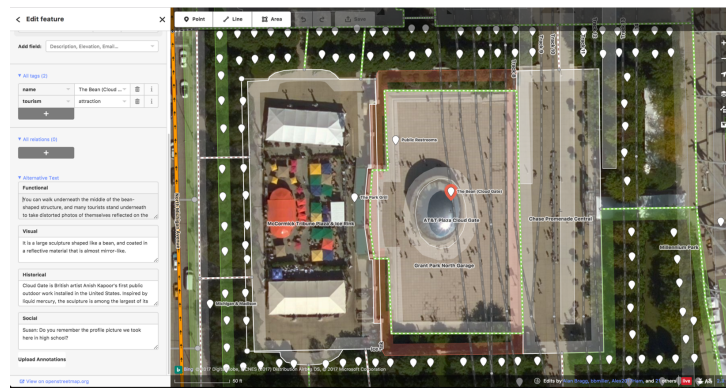 Edit feature
Point
Line
Area
Save
Add field:
Description, Elevation, Email...
All tags (2)
name
The Bean (Cloud ...
tourism
attraction
+
All relations (0)
+
Alternative Text
Functional
You can walk underneath the middle of the bean-
shaped structure, and many tourists stand underneath
to take distorted photos of themselves reflected on the
Visual
It is a large sculpture shaped like a bean, and coated in
a reflective material that is almost mirror-like.
Historical
Cloud Gate is British artist Anish Kapoor's first public
outdoor work installed in the United States. Inspired by
liquid mercury, the sculpture is among the largest of its
Social
Susan: Do you remember the profile picture we took
here in high school?
Upload Annotations
View on openstreetmap.org
Public Restrooms
The Park Grill
The Bean (Cloud Gate)
McCormick Tribune Plaza & Ice Rink
AT&T Plaza Cloud Gate
Chase Promenade Central
Millennium Park
Grant Park North Garage
Michigan & Madison
50 ft